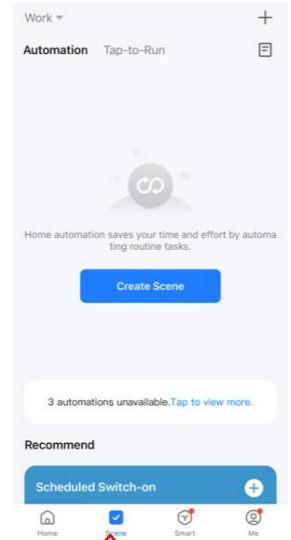 Work
Automation Tap-to-Run
Home automation saves your time and effort by automa
ting routine tasks.
Create Scene
3 automations unavailable.Tap to view more.
Recommend
Scheduled Switch-on
Home Scene Smart Me